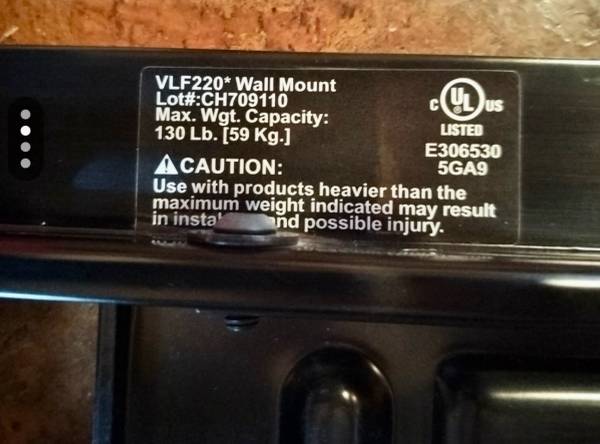 VLF220* Wall Mount
Lot#:CH709110
Max. Wgt. Capacity:
130 Lb. [59 Kg.]
CAUTION:
Use with products heavier than the
maximum weight indicated may result
in possible injury.
C UL US
®
LISTED
E306530
5GA9